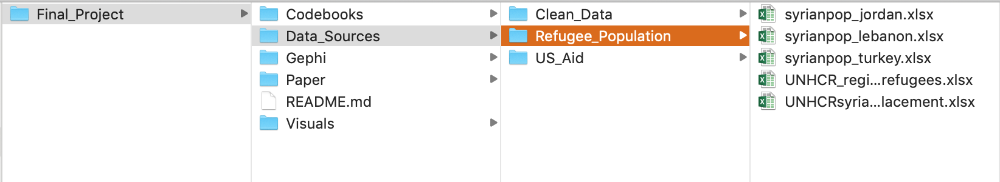 Final_Project
Codebooks
Data_Sources
Gephi
Paper
README.md
Visuals
Clean_Data
Refugee_Population
US_Aid
syrianpop_jordan.xlsx
syrianpop_lebanon.xlsx
syrianpop_turkey.xlsx
UNHCR_regi...refugees.xlsx
UNHCRsyria...lacement.xlsx